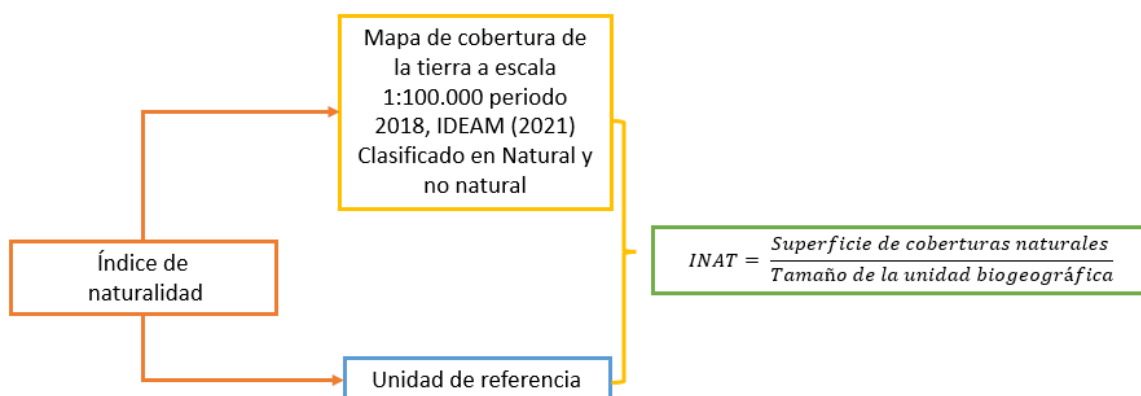 Mapa de cobertura de
la tierra a escala
1:100.000 periodo
2018, IDEAM (2021)
Clasificado en Natural y
no natural
Índice de
naturalidad
INAT = Superficie de coberturas naturales
Tamaño de la unidad biogeográfica
Unidad de referencia